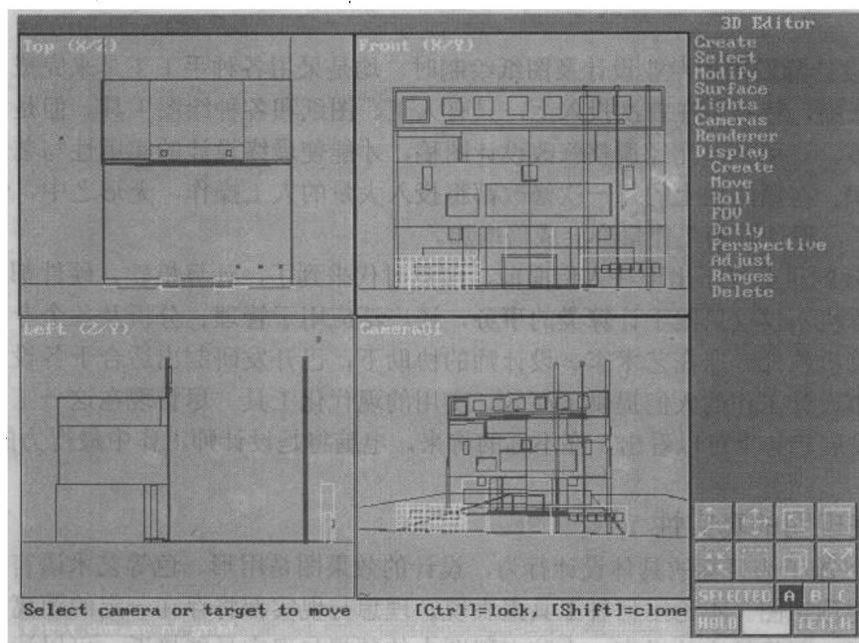 3D Editor
Top (X/Z)
Front (X/Y)
Create
Select
Modify
Surface
Lights
Cameras
Renderer
Display
Create
Move
Roll
FOV
Dolly
Perspective
Adjust
Ranges
Delete
Left (Z/Y)
Camera01
SELECTED A B C
HOLD FETCH
Select camera or target to move [Ctrl]=lock, [Shift]=clone